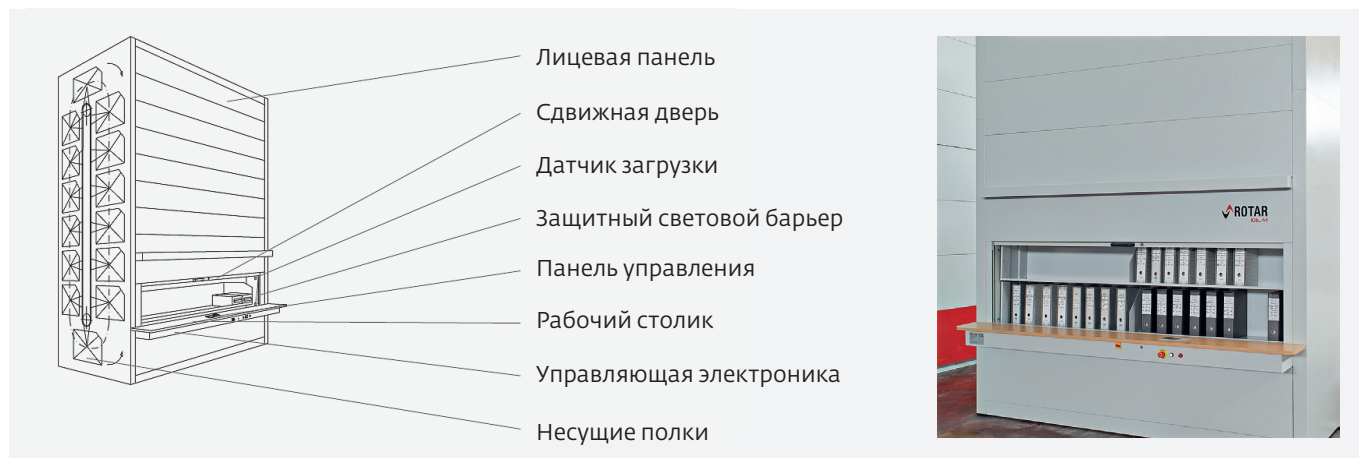 Лицевая панель
Сдвижная дверь
Датчик загрузки
Защитный световой барьер
Панель управления
Рабочий столик
Управляющая электроника
Несущие полки
ROTAR